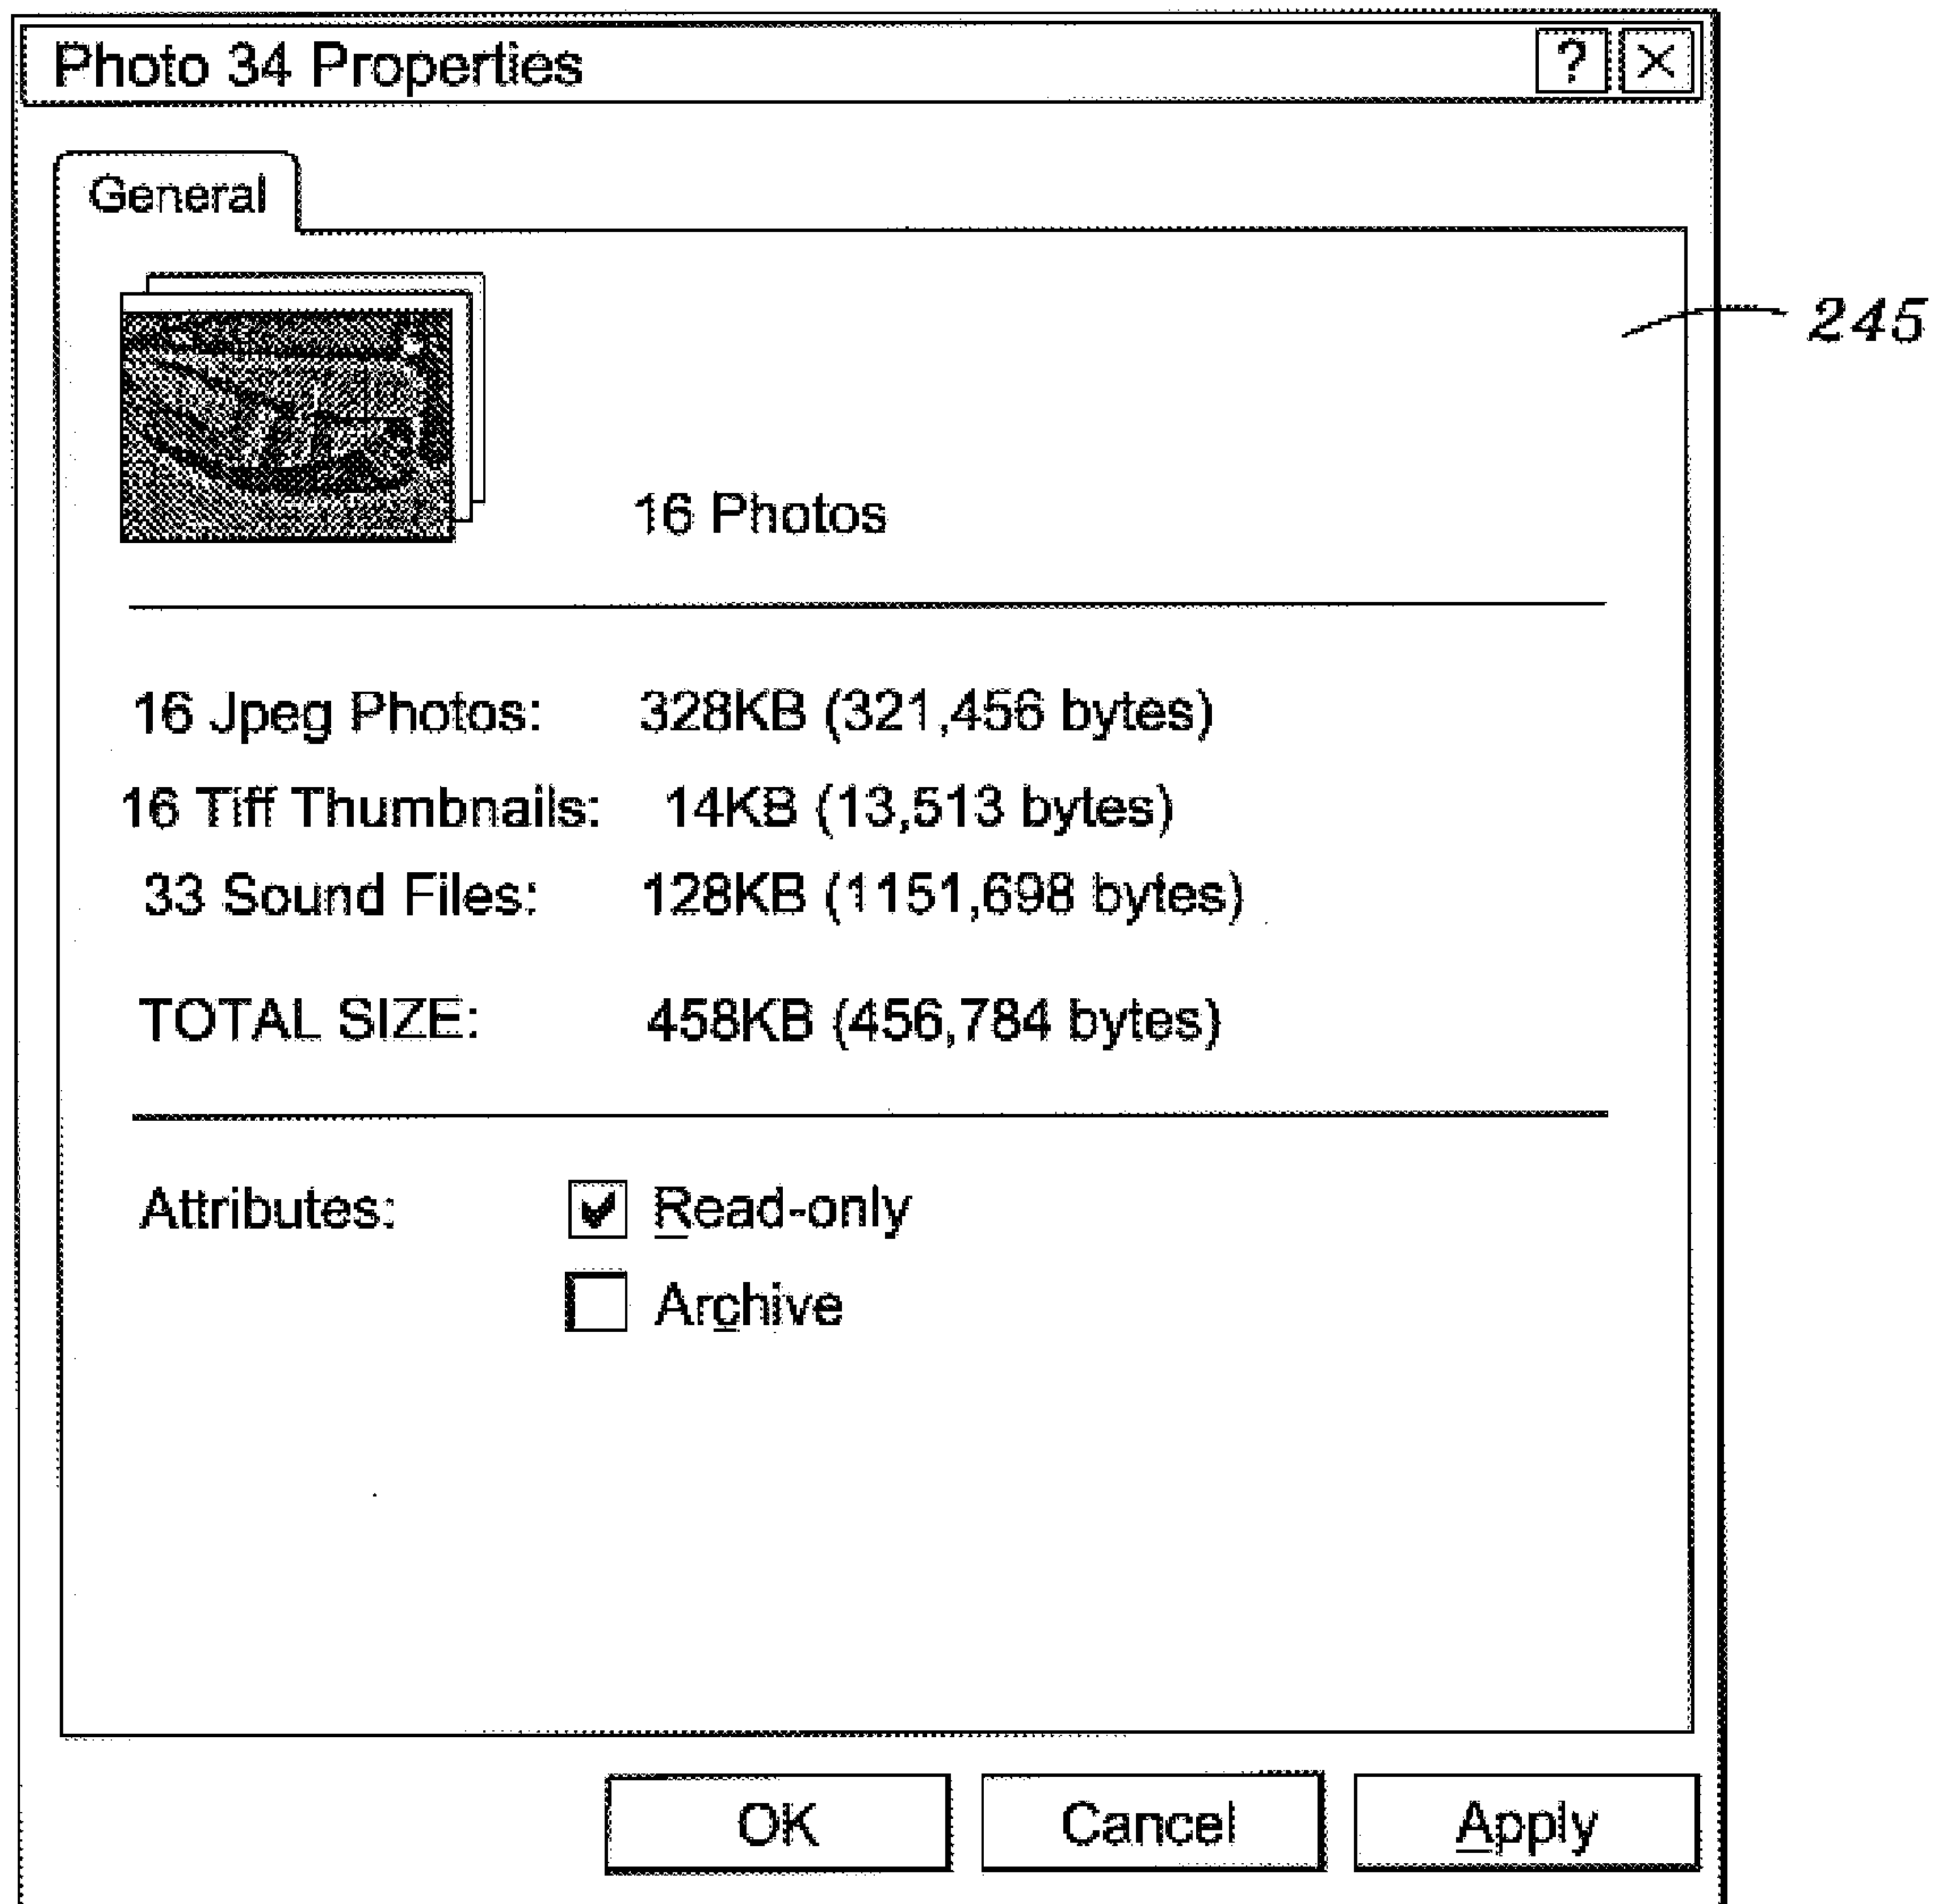 Photo 34 Properties ? X
General
245
16 Photos
16 Jpeg Photos: 328KB (321,456 bytes)
16 Tiff Thumbnails: 14KB (13,513 bytes)
33 Sound Files: 128KB (1151,698 bytes)
TOTAL SIZE: 458KB (456,784 bytes)
Attributes: Read-only
Archive
OK Cancel Apply